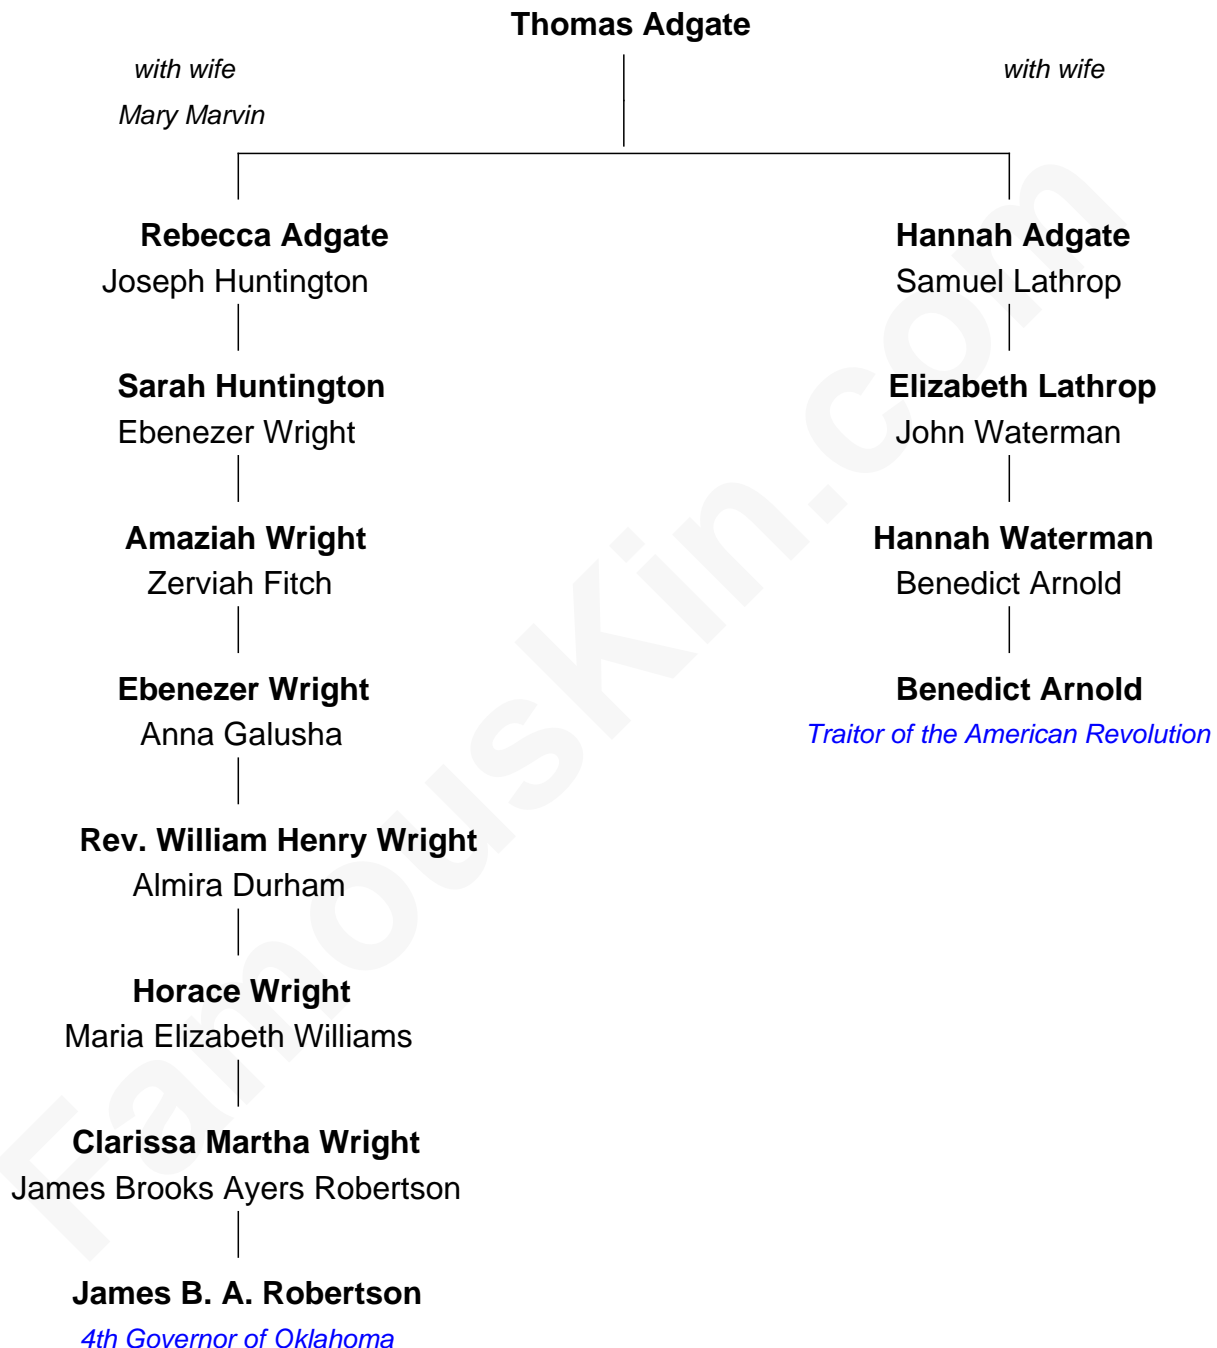 Thomas Adgate
with wife
Mary Marvin
with wife
Rebecca Adgate
Joseph Huntington
Hannah Adgate
Samuel Lathrop
Sarah Huntington
Ebenezer Wright
Elizabeth Lathrop
John Waterman
Amaziah Wright
Zerviah Fitch
Hannah Waterman
Benedict Arnold
Ebenezer Wright
Anna Galusha
Benedict Arnold
Traitor of the American Revolution
Rev. William Henry Wright
Almira Durham
Horace Wright
Maria Elizabeth Williams
Clarissa Martha Wright
James Brooks Ayers Robertson
James B. A. Robertson
4th Governor of Oklahoma
FamousKin.com